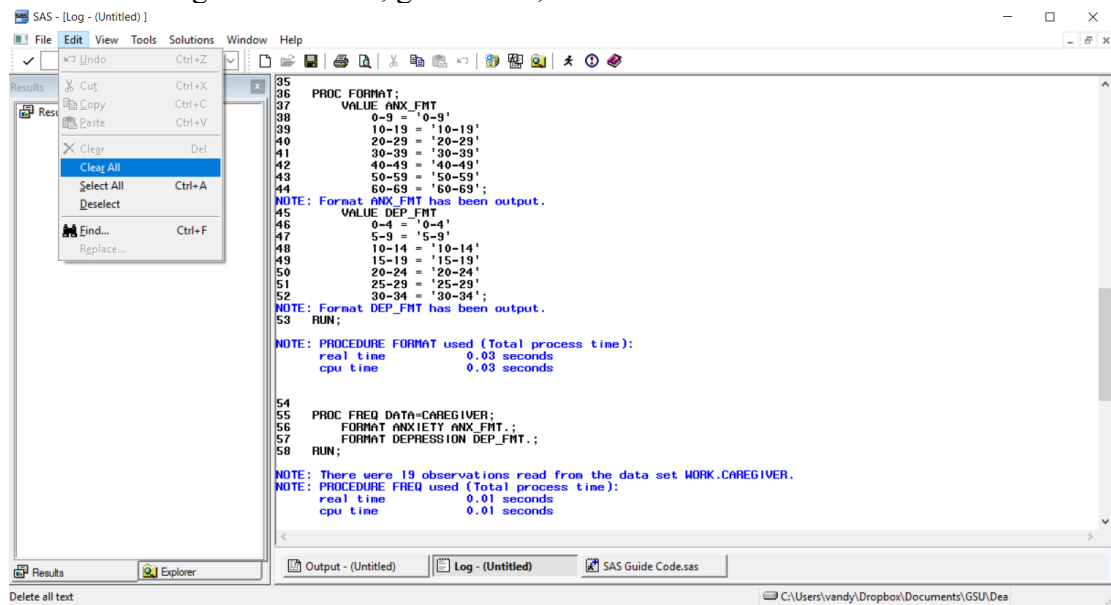 SAS - [Log - (Untitled) ]
File Edit View Tools Solutions Window Help
Undo Ctrl+Z
Cut Ctrl+X
Copy Ctrl+C
Paste Ctrl+V
Clear Del
Clear All
Select All Ctrl+A
Deselect
Find... Ctrl+F
Replace...
Results
35
36 PROC FORMAT;
37 VALUE ANX_FMT
38 0-9 = '0-9'
39 10-19 = '10-19'
40 20-29 = '20-29'
41 30-39 = '30-39'
42 40-49 = '40-49'
43 50-59 = '50-59'
44 60-69 = '60-69';
NOTE: Format ANX_FMT has been output.
45 VALUE DEP_FMT
46 0-4 = '0-4'
47 5-9 = '5-9'
48 10-14 = '10-14'
49 15-19 = '15-19'
50 20-24 = '20-24'
51 25-29 = '25-29'
52 30-34 = '30-34';
NOTE: Format DEP_FMT has been output.
53 RUN;
NOTE: PROCEDURE FORMAT used (Total process time):
real time 0.03 seconds
cpu time 0.03 seconds
54
55 PROC FREQ DATA=CAREGIVER;
56 FORMAT ANXIETY ANX_FMT.;
57 FORMAT DEPRESSION DEP_FMT.;
58 RUN;
NOTE: There were 19 observations read from the data set WORK.CAREGIVER.
NOTE: PROCEDURE FREQ used (Total process time):
real time 0.01 seconds
cpu time 0.01 seconds
Results Explorer
Output - (Untitled) Log - (Untitled) SAS Guide Code.sas
Delete all text C:\Users\vandy\Dropbox\Documents\GSU\Dea